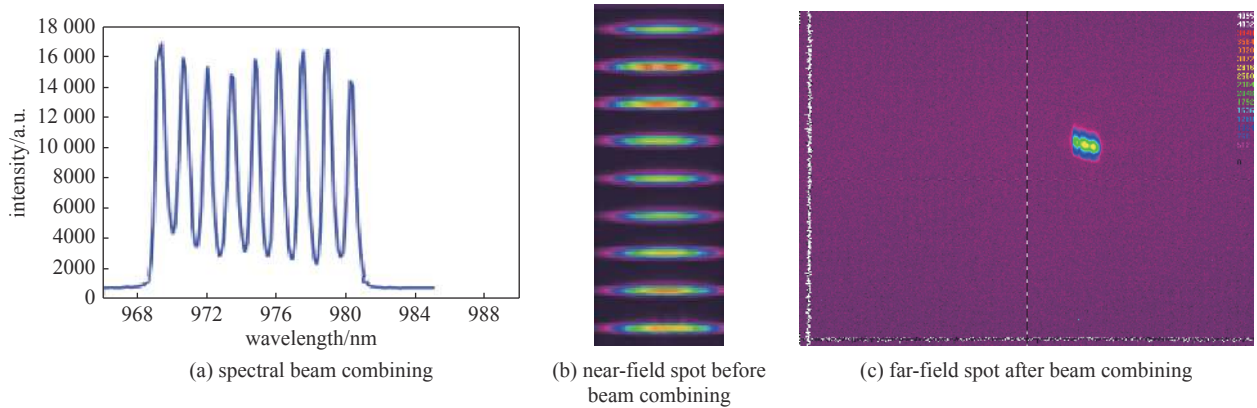 18 000
16 000
14 000
12 000
10 000
8000
6000
4000
2000
0
intensity/a.u.
968
972
976
980
984
988
wavelength/nm
(a) spectral beam combining
(b) near-field spot before
beam combining
(c) far-field spot after beam combining